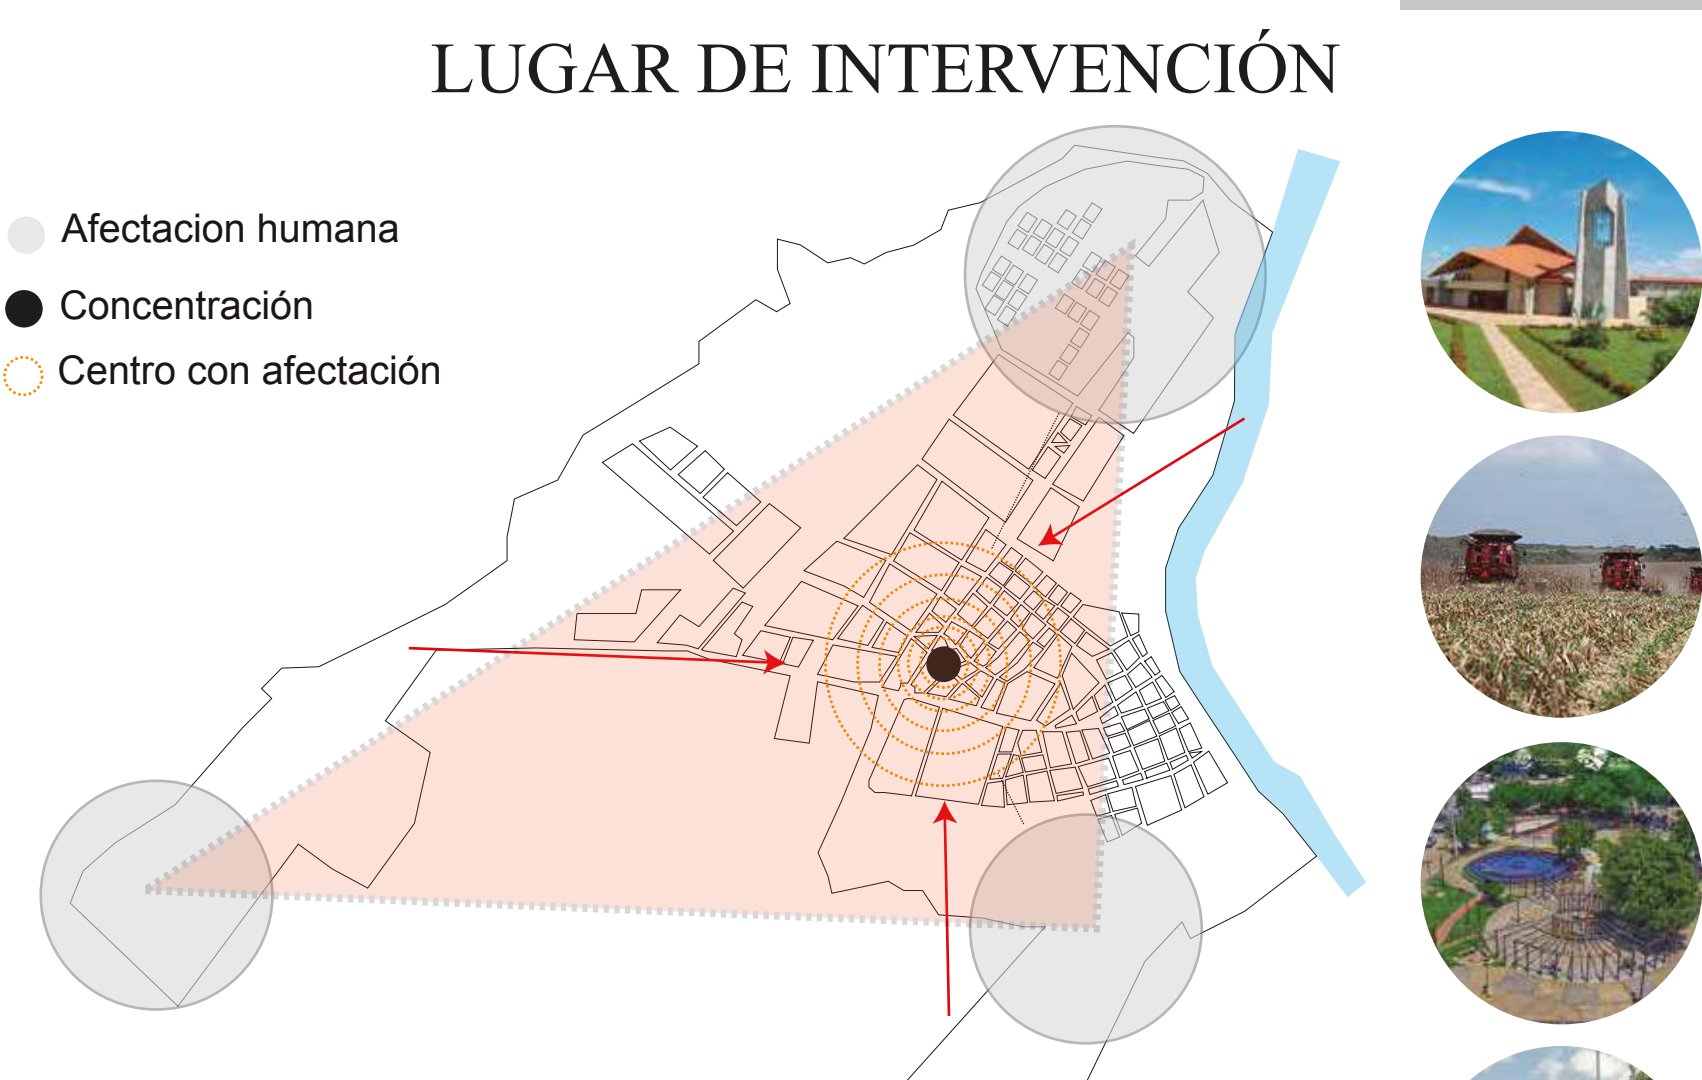 LUGAR DE INTERVENCIÓN
Afectacion humana
Concentración
Centro con afectación